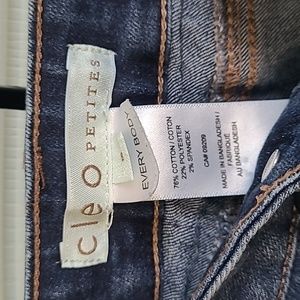 cleo
PETITES
EVERY BODY
76% COTTON / COTON
22% POLYESTER
2% SPANDEX
CA# 09209
MADE IN BANGLADESH /
FABRIQUÉ
AU BANGLADESH